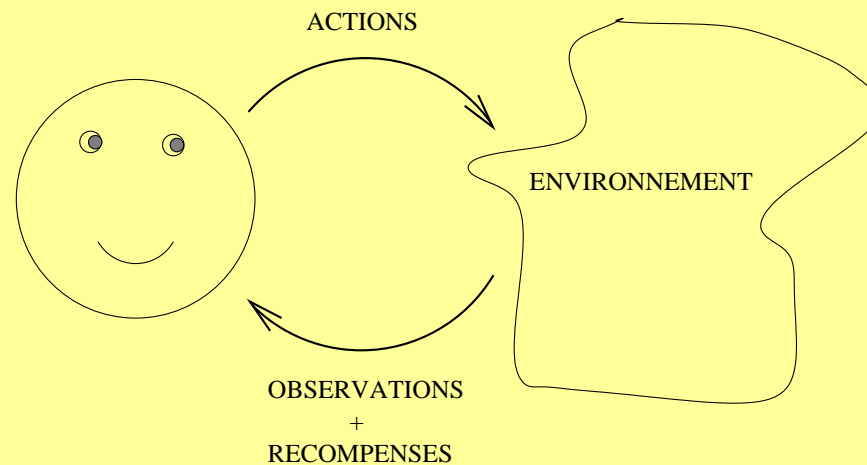 ACTIONS
ENVIRONNEMENT
OBSERVATIONS
+
RECOMPENSES